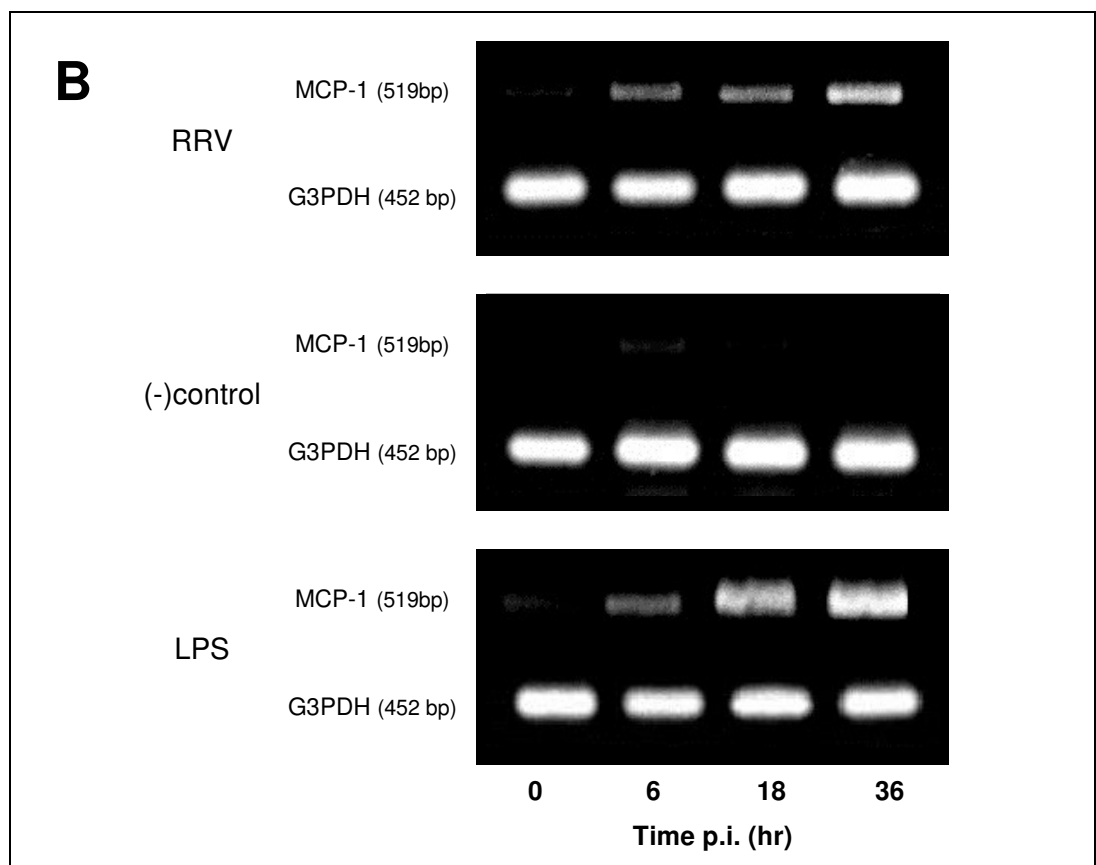 B
MCP-1 (519bp)
RRV
G3PDH (452 bp)
MCP-1 (519bp)
(-)control
G3PDH (452 bp)
MCP-1 (519bp)
LPS
G3PDH (452 bp)
0 6 18 36
Time p.i. (hr)